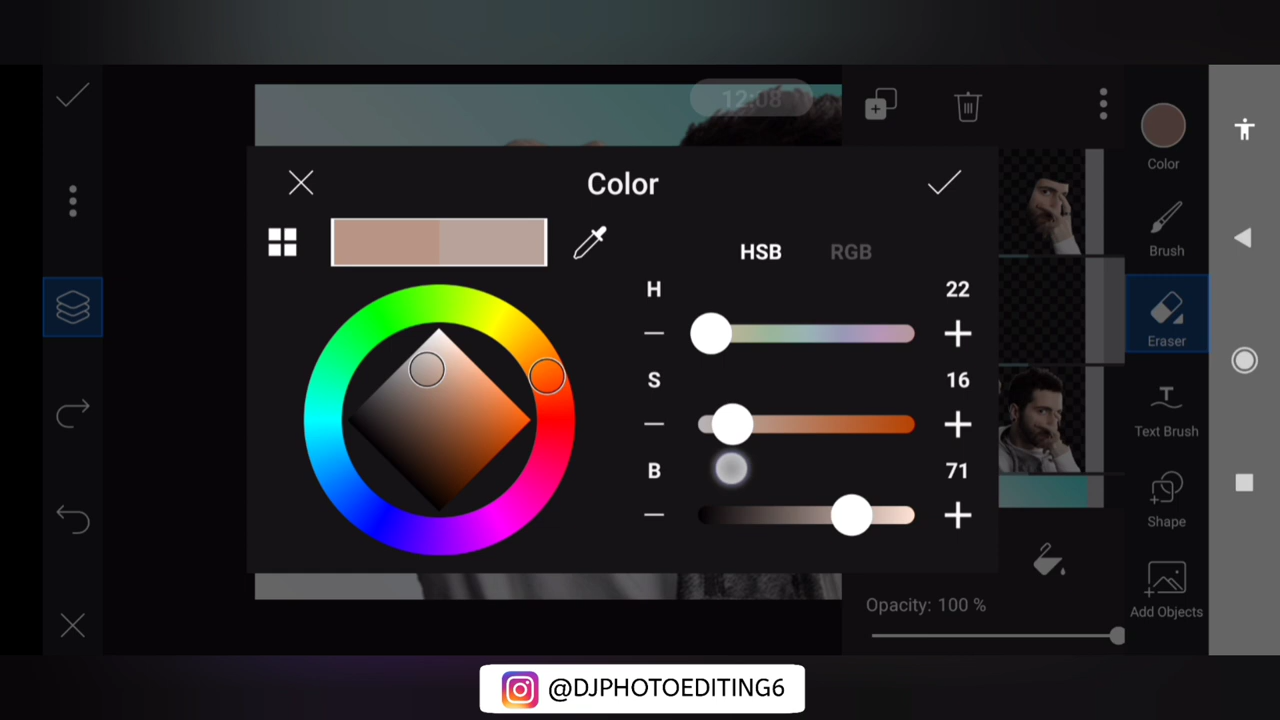 12:08
Color
HSB
RGB
H
22
S
16
B
71
Color
Brush
Eraser
Text Brush
Shape
Add Objects
Opacity: 100 %
@DJPHOTOEDITING6